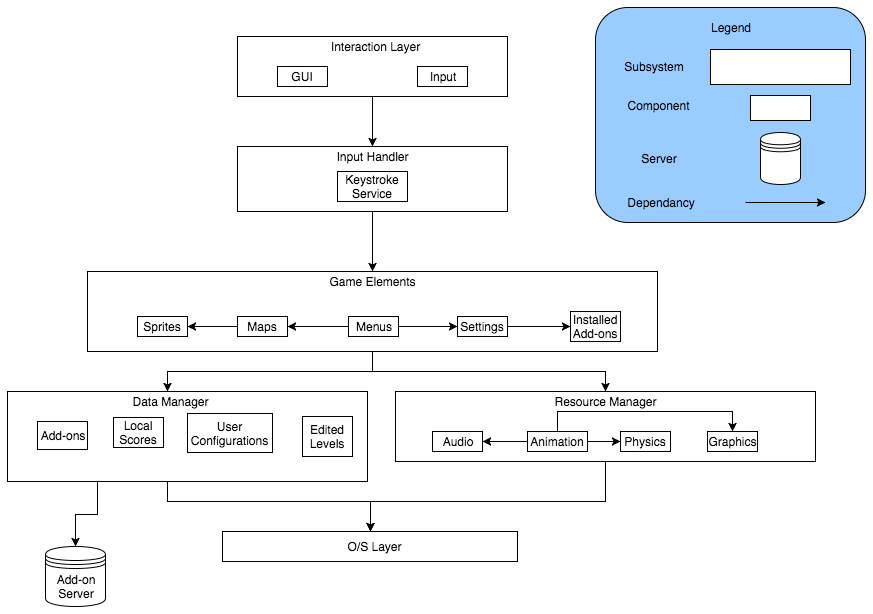 Interaction Layer
GUI
Input
Legend
Subsystem
Component
Server
Dependancy
Input Handler
Keystroke
Service
Game Elements
Sprites
Maps
Menus
Settings
Installed
Add-ons
Data Manager
Add-ons
Local
Scores
User
Configurations
Edited
Levels
Resource Manager
Audio
Animation
Physics
Graphics
O/S Layer
Add-on
Server